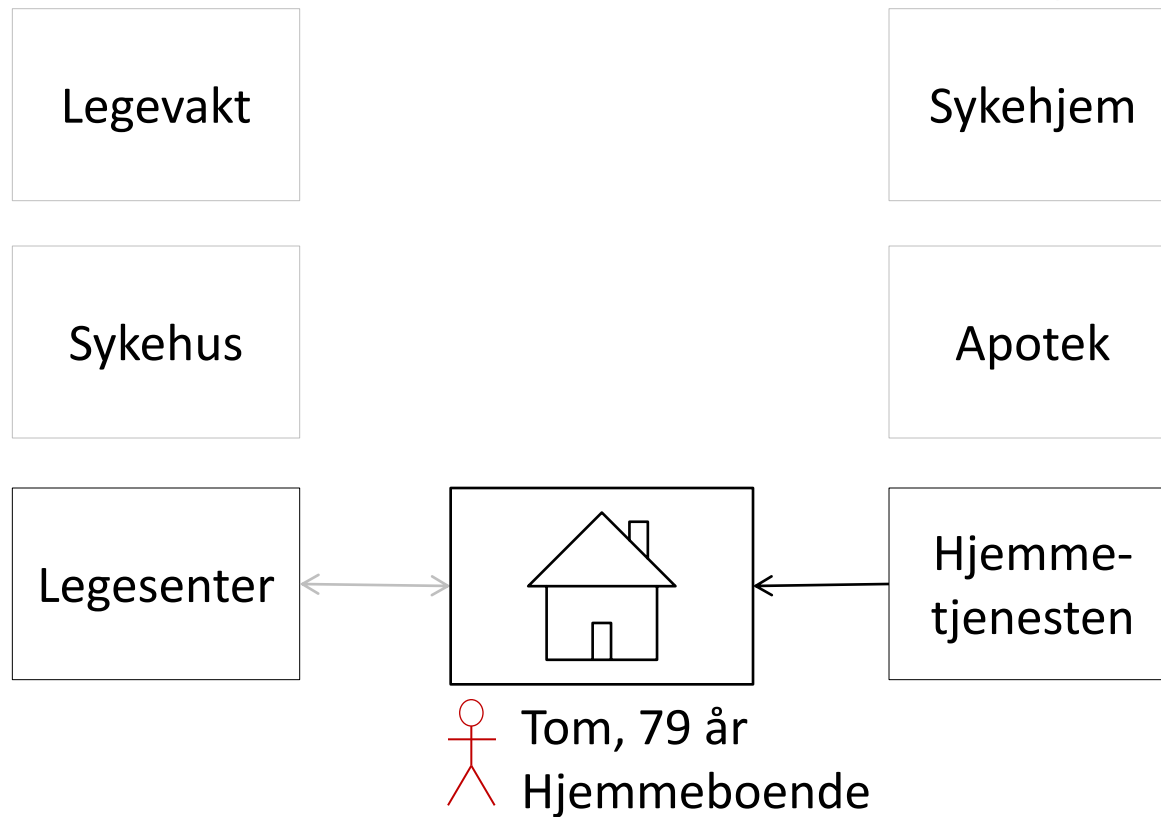 Legevakt
Sykehjem
Sykehus
Apotek
Legesenter
Hjemme-
tjenesten
Tom, 79 år
Hjemmeboende